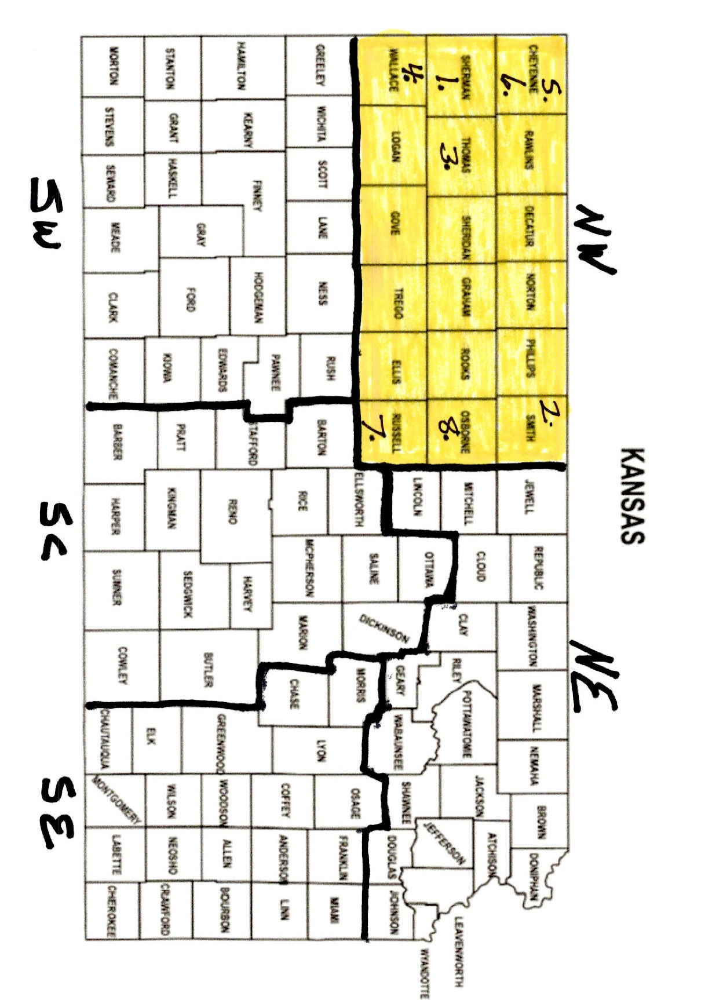 KANSAS
NW
NE
5.
2.
CHEYENNE
RAWLINS
DECATUR
NORTON
PHILLIPS
SMITH
JEWELL
REPUBLIC
WASHINGTON
MARSHALL
NEMAHA
BROWN
DONIPHAN
6.
SHERMAN
THOMAS
SHERIDAN
GRAHAM
ROOKS
OSBORNE
MITCHELL
CLOUD
CLAY
RILEY
POTTAWATOMIE
JACKSON
ATCHISON
1.
3.
8.
JEFFERSON
LEAVENWORTH
WYANDOTTE
4.
WALLACE
LOGAN
GOVE
TREGO
ELLIS
RUSSELL
LINCOLN
OTTAWA
DICKINSON
GEARY
WABAUNSEE
SHAWNEE
DOUGLAS
JOHNSON
7.
ELLSWORTH
SALINE
MORRIS
OSAGE
FRANKLIN
MIAMI
GREELEY
WICHITA
SCOTT
LANE
NESS
RUSH
BARTON
RICE
MCPHERSON
MARION
CHASE
LYON
COFFEY
ANDERSON
LINN
HAMILTON
KEARNY
FINNEY
HODGEMAN
PAWNEE
STAFFORD
RENO
HARVEY
STANTON
GRANT
HASKELL
GRAY
FORD
EDWARDS
KIOWA
PRATT
KINGMAN
SEDGWICK
BUTLER
GREENWOOD
WOODSON
ALLEN
BOURBON
ELK
WILSON
NEOSHO
CRAWFORD
MORTON
STEVENS
SEWARD
MEADE
CLARK
COMANCHE
BARBER
HARPER
SUMNER
COWLEY
CHAUTAUQUA
MONTGOMERY
LABETTE
CHEROKEE
SW
SC
SE